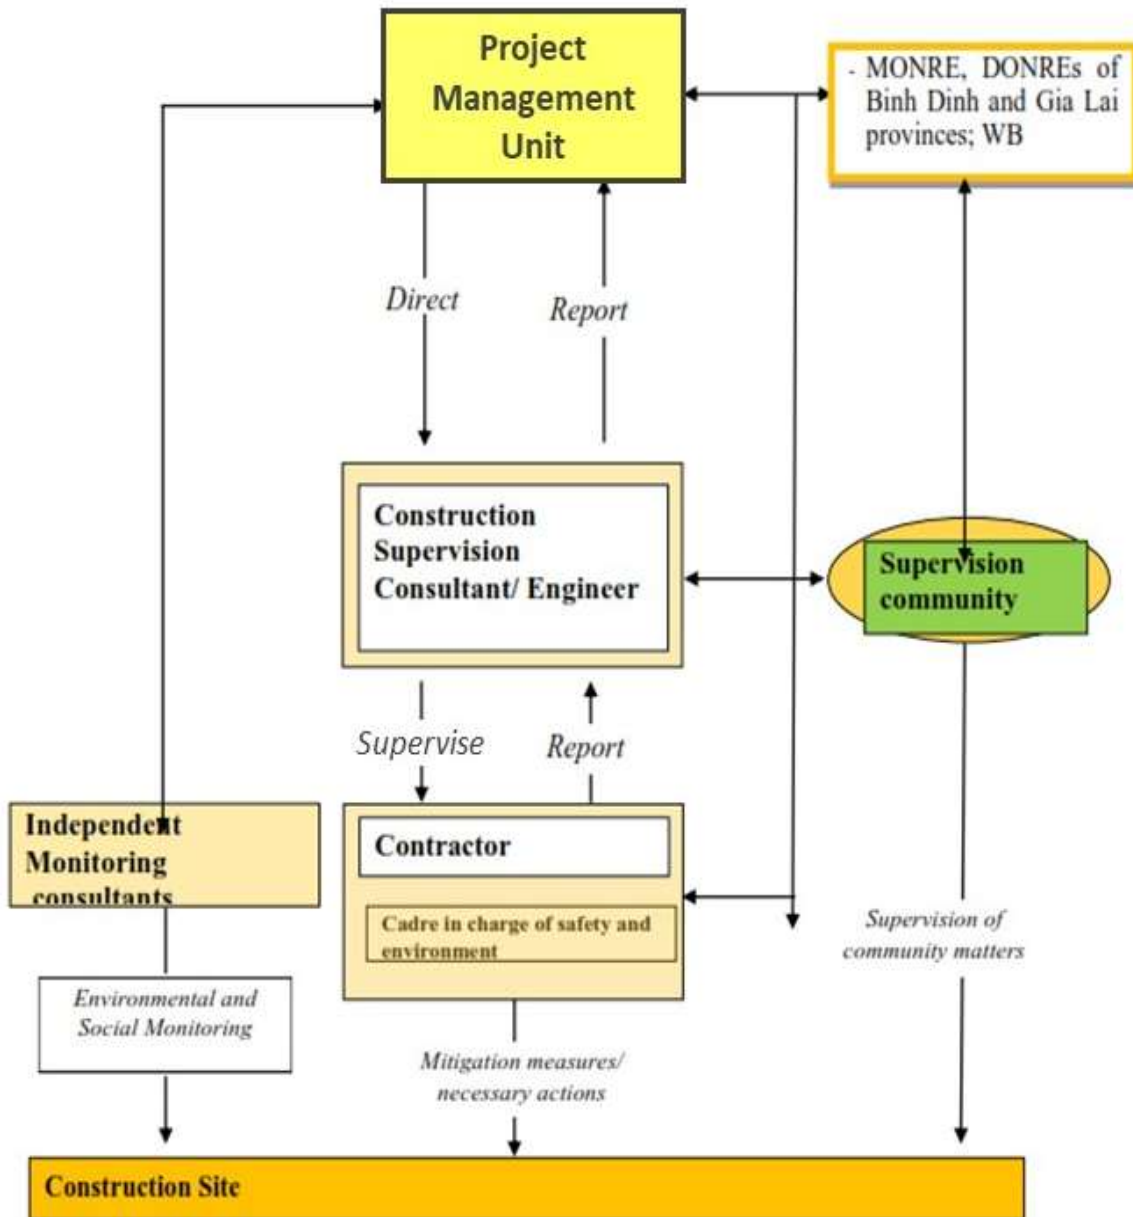 Project
Management
Unit
- MONRE, DONREs of
Binh Dinh and Gia Lai
provinces; WB
Direct
Report
Construction
Supervision
Consultant/ Engineer
Supervision
community
Supervise
Report
Independent
Monitoring
consultants
Contractor
Cadre in charge of safety and
environment
Supervision of
community matters
Environmental and
Social Monitoring
Mitigation measures/
necessary actions
Construction Site